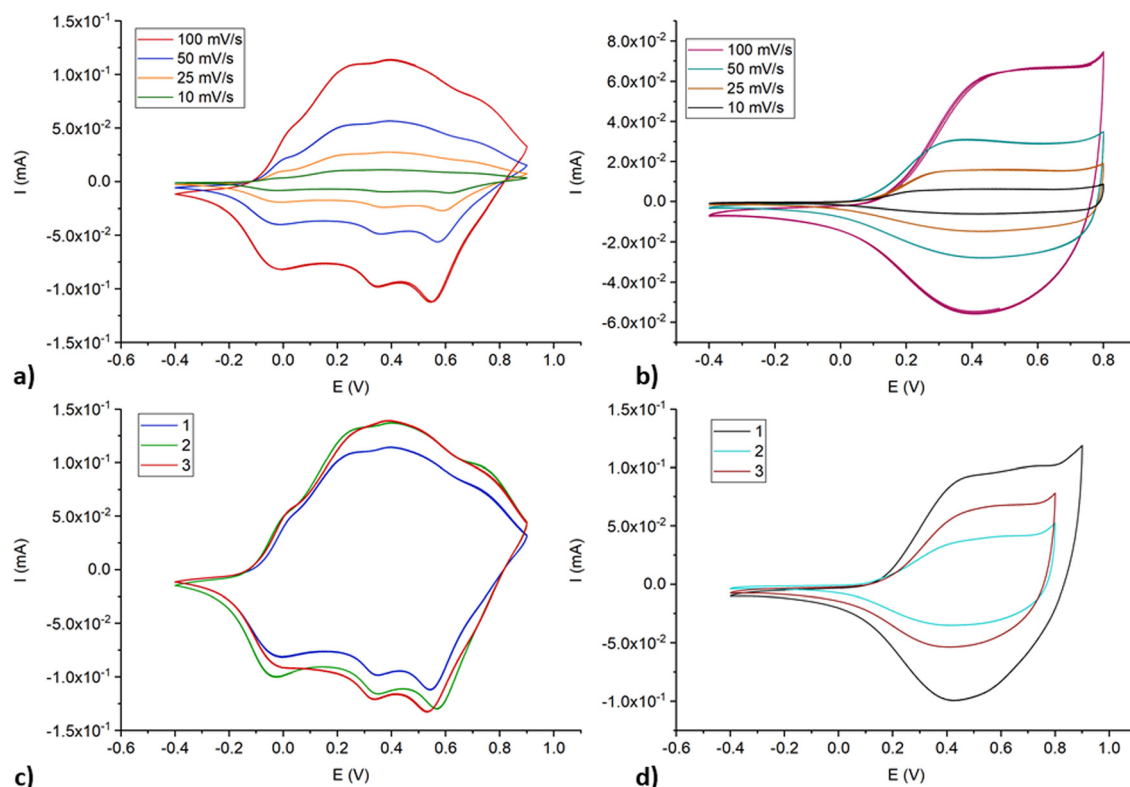 1.5x10⁻¹
1.0x10⁻¹
5.0x10⁻²
0.0
-5.0x10⁻²
-1.0x10⁻¹
-1.5x10⁻¹
I (mA)
100 mV/s
50 mV/s
25 mV/s
10 mV/s
-0.6 -0.4 -0.2 0.0 0.2 0.4 0.6 0.8 1.0
E (V)
a)
8.0x10⁻²
6.0x10⁻²
4.0x10⁻²
2.0x10⁻²
0.0
-2.0x10⁻²
-4.0x10⁻²
-6.0x10⁻²
I (mA)
100 mV/s
50 mV/s
25 mV/s
10 mV/s
-0.4 -0.2 0.0 0.2 0.4 0.6 0.8
E (V)
b)
1.5x10⁻¹
1.0x10⁻¹
5.0x10⁻²
0.0
-5.0x10⁻²
-1.0x10⁻¹
-1.5x10⁻¹
I (mA)
1
2
3
-0.6 -0.4 -0.2 0.0 0.2 0.4 0.6 0.8 1.0
E (V)
c)
1.5x10⁻¹
1.0x10⁻¹
5.0x10⁻²
0.0
-5.0x10⁻²
-1.0x10⁻¹
I (mA)
1
2
3
-0.6 -0.4 -0.2 0.0 0.2 0.4 0.6 0.8 1.0
E (V)
d)